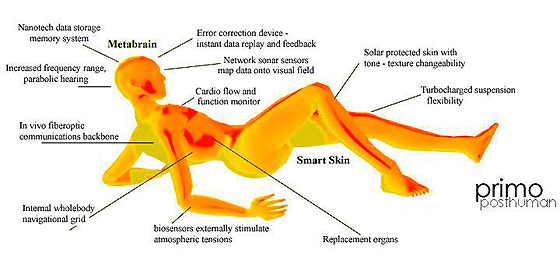 Nanotech data storage
memory system
Metabrain
Error correction device -
instant data replay and feedback
Network sonar sensors
map data onto visual field
Increased frequency range,
parabolic hearing
Cardio flow and
function monitor
Solar protected skin with
tone - texture changeability
Turbocharged suspension
flexibility
In vivo fiberoptic
communications backbone
Smart Skin
primo
posthuman
Internal wholebody
navigational grid
biosensors externally stimulate
atmospheric tensions
Replacement organs